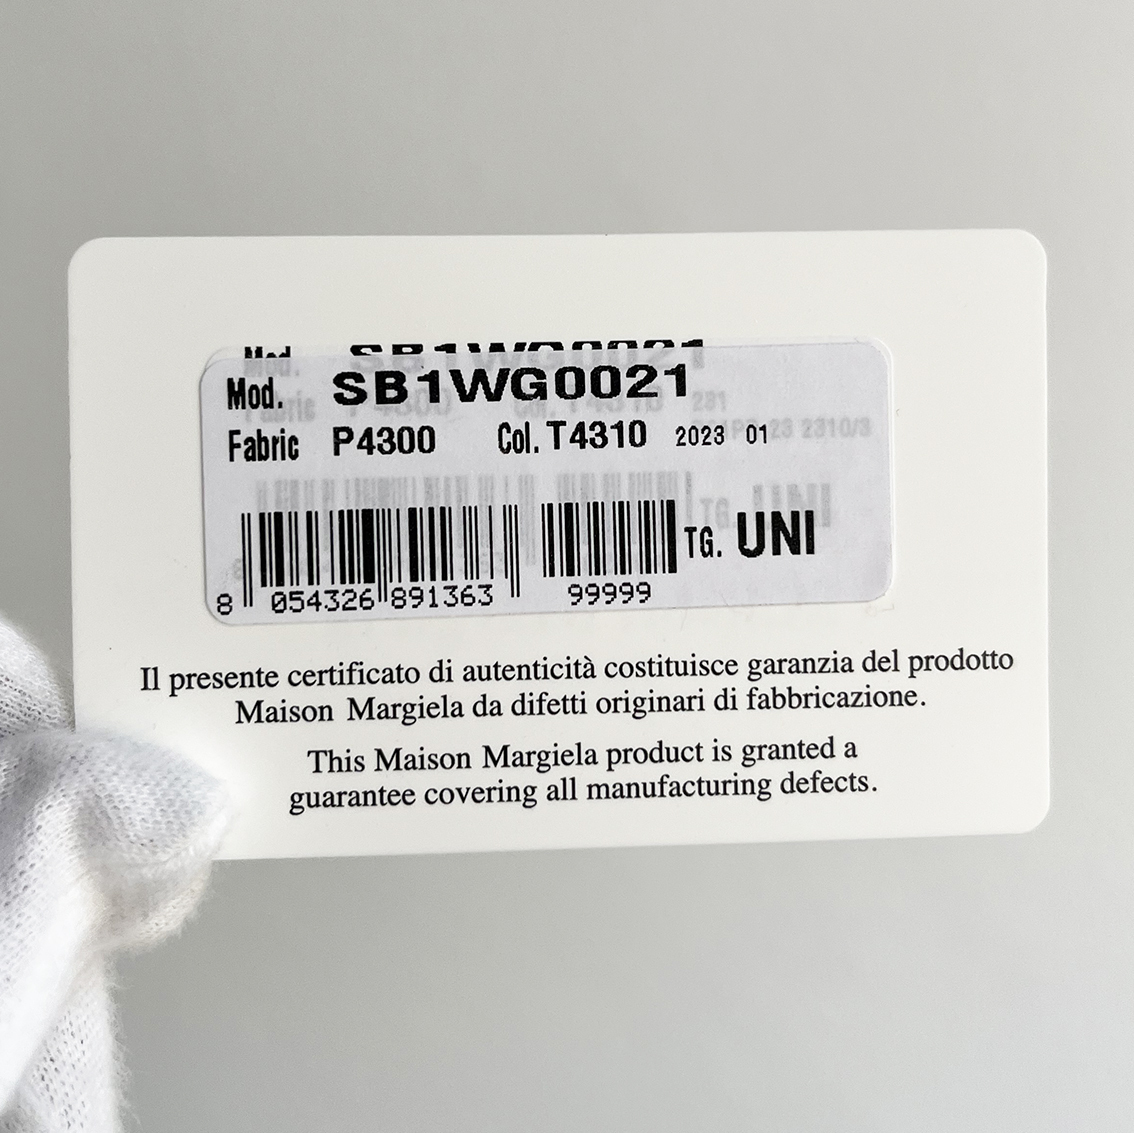 Mod. SB1WG0021
Mod. SB1WG0021
Fabric P4300 Col. T4310 2023 01
TG. UNI
8 054326 891363 99999
Il presente certificato di autenticità costituisce garanzia del prodotto
Maison Margiela da difetti originari di fabbricazione.
This Maison Margiela product is granted a
guarantee covering all manufacturing defects.